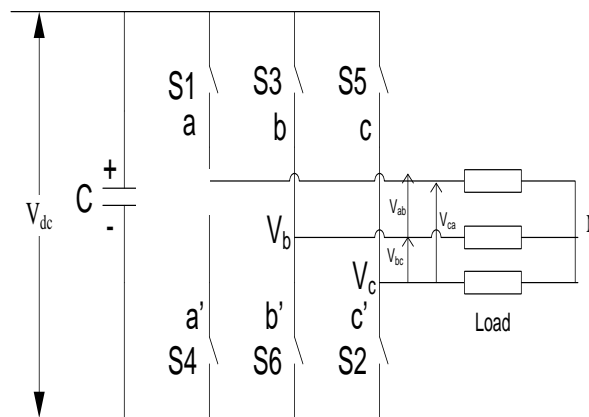 S1 S3 S5
a b c
+
C
-
V_dc
V_ab
V_ca
V_b
V_bc
V_c
a' b' c'
S4 S6 S2
Load